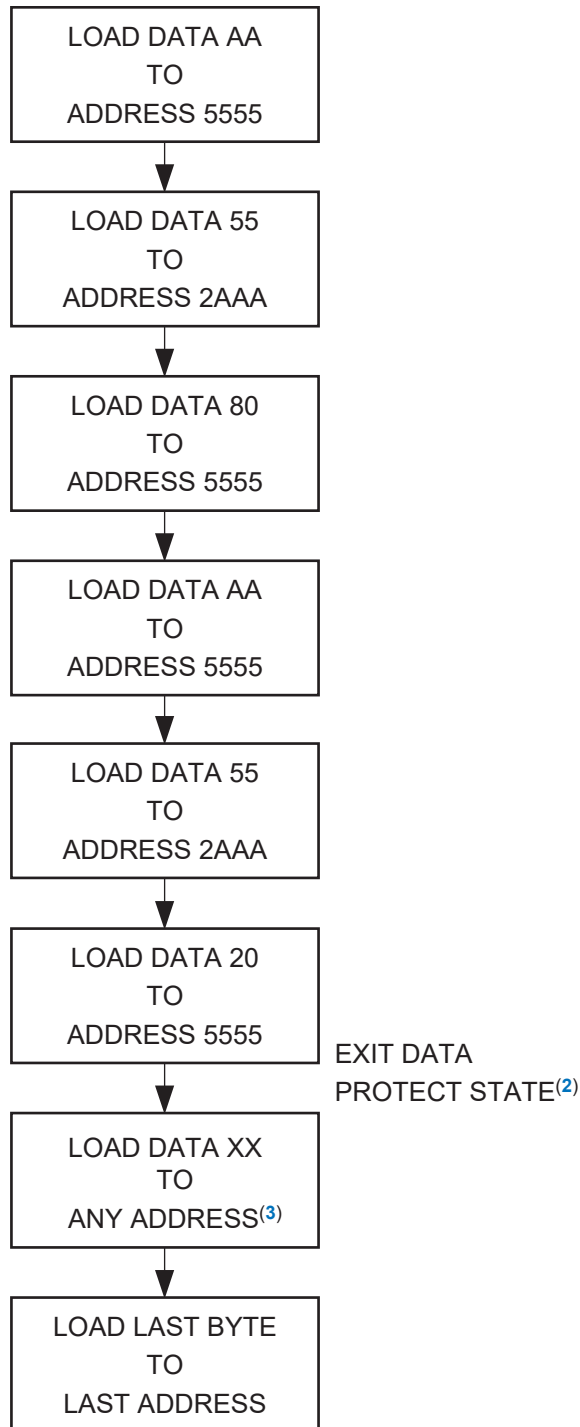 LOAD DATA AA
TO
ADDRESS 5555
LOAD DATA 55
TO
ADDRESS 2AAA
LOAD DATA 80
TO
ADDRESS 5555
LOAD DATA AA
TO
ADDRESS 5555
LOAD DATA 55
TO
ADDRESS 2AAA
LOAD DATA 20
TO
ADDRESS 5555
EXIT DATA
PROTECT STATE(2)
LOAD DATA XX
TO
ANY ADDRESS(3)
LOAD LAST BYTE
TO
LAST ADDRESS